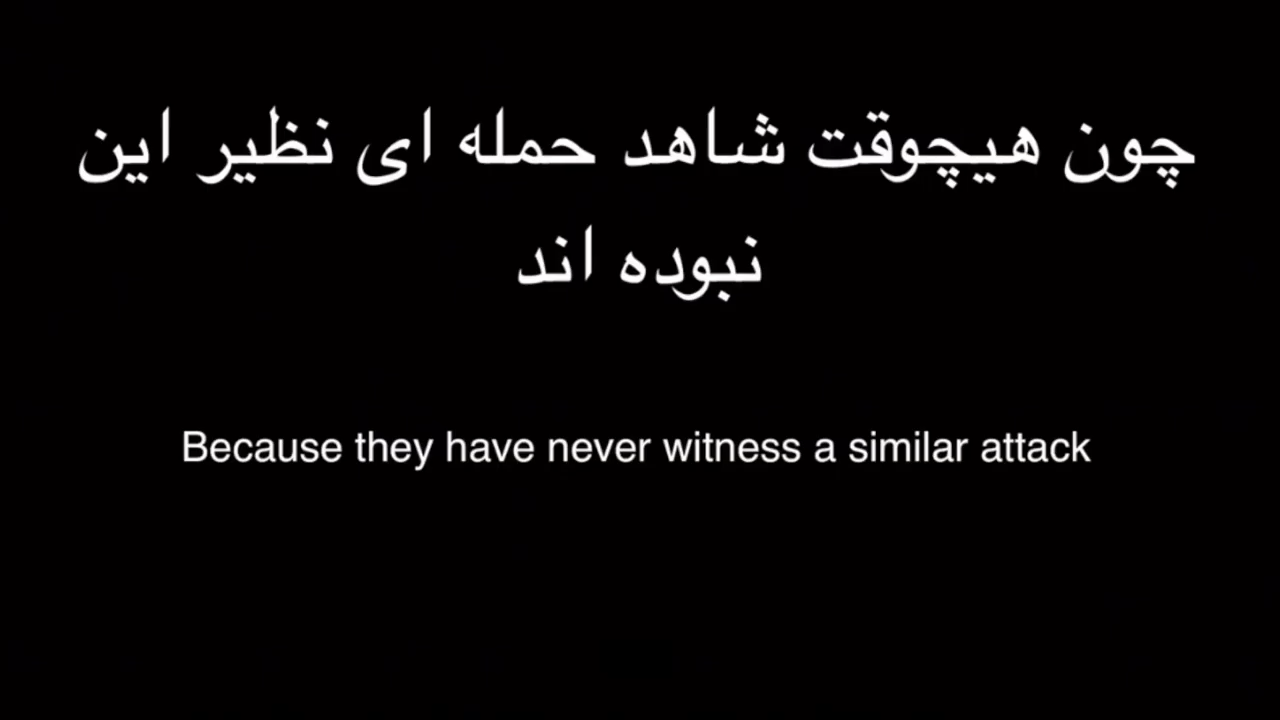 چون هیچوقت شاهد حمله ای نظیر این
نبوده اند
Because they have never witness a similar attack